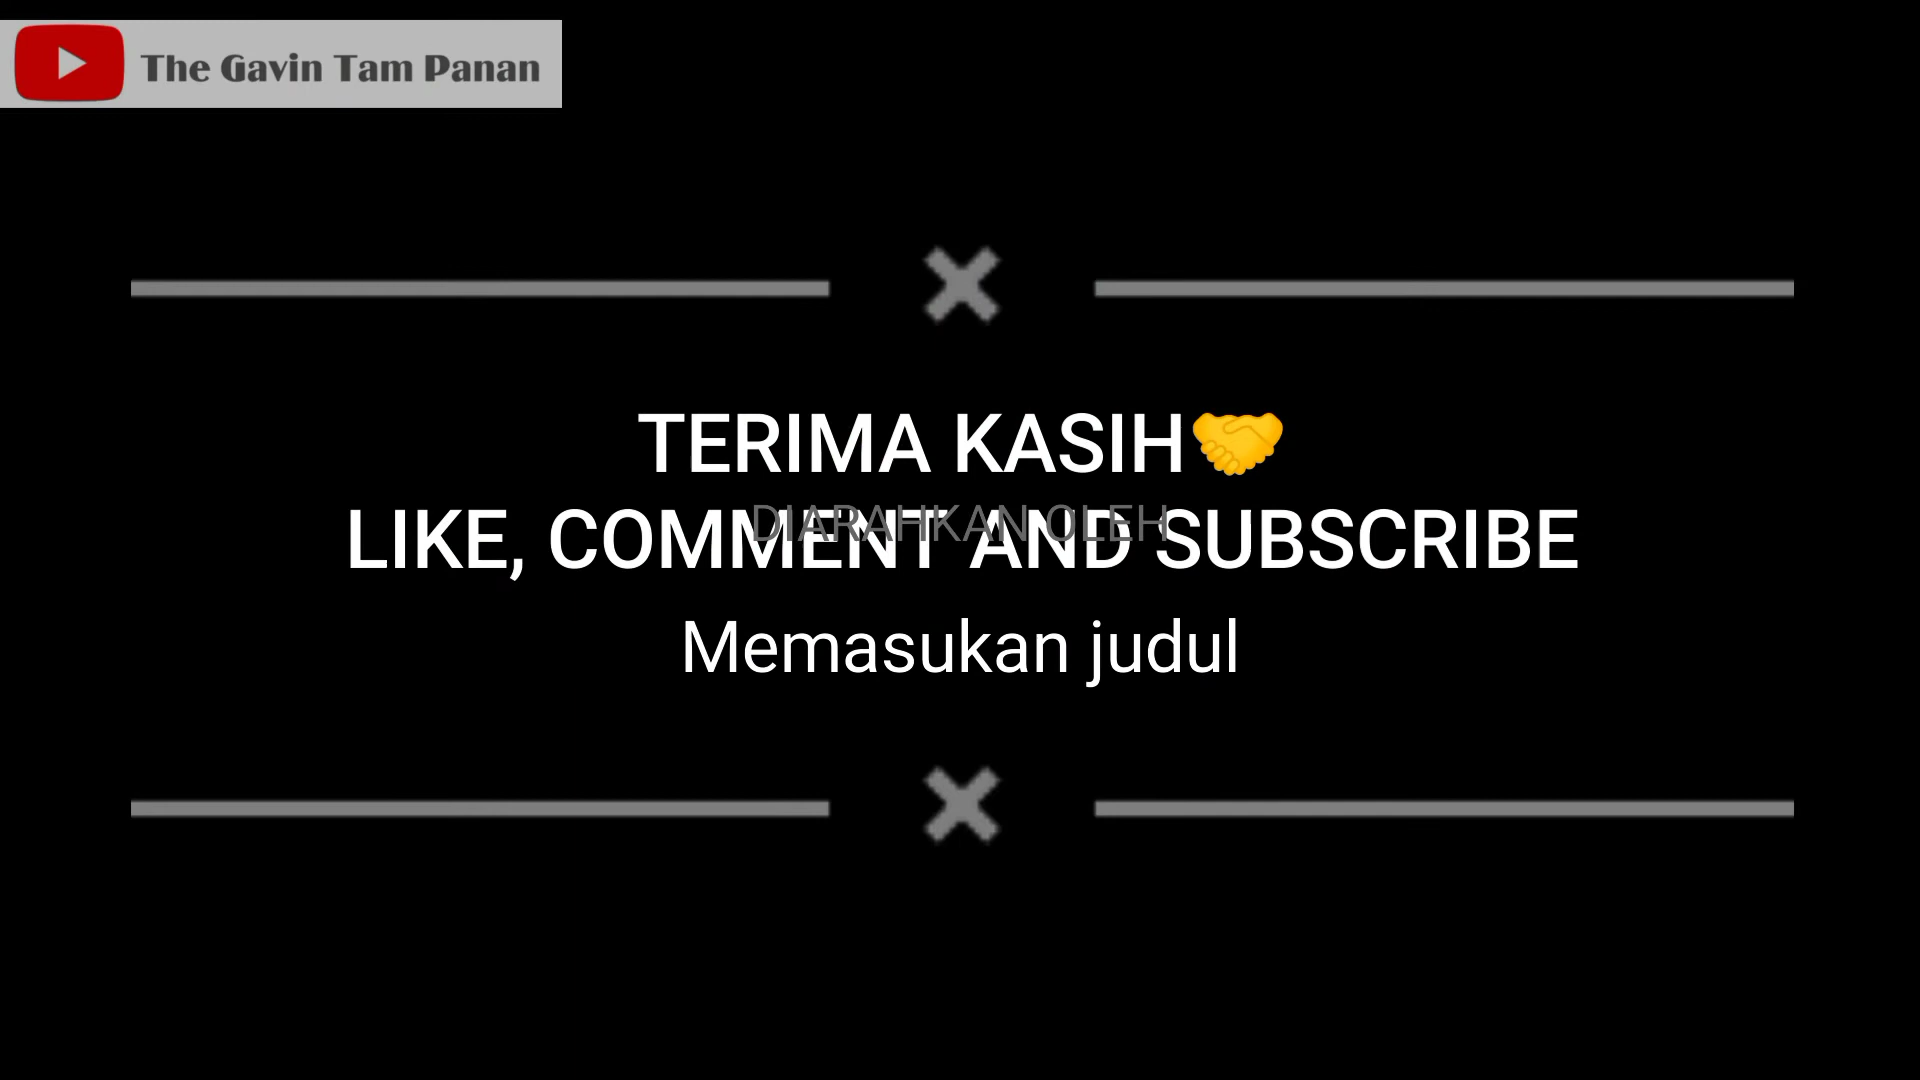 The Gavin Tam Panan
TERIMA KASIH🤝
DIARAHKAN OLEH
LIKE, COMMENT AND SUBSCRIBE
Memasukan judul